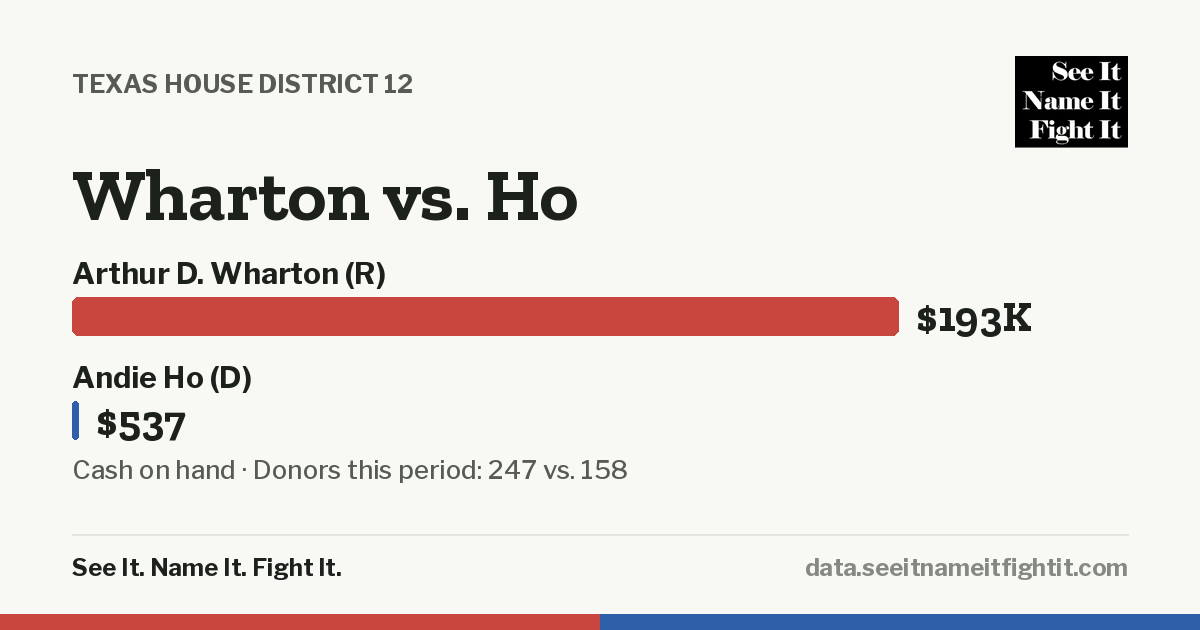 TEXAS HOUSE DISTRICT 12
See It
Name It
Fight It
Wharton vs. Ho
Arthur D. Wharton (R)
$193K
Andie Ho (D)
$537
Cash on hand · Donors this period: 247 vs. 158
See It. Name It. Fight It.
data.seeitnameitfightit.com